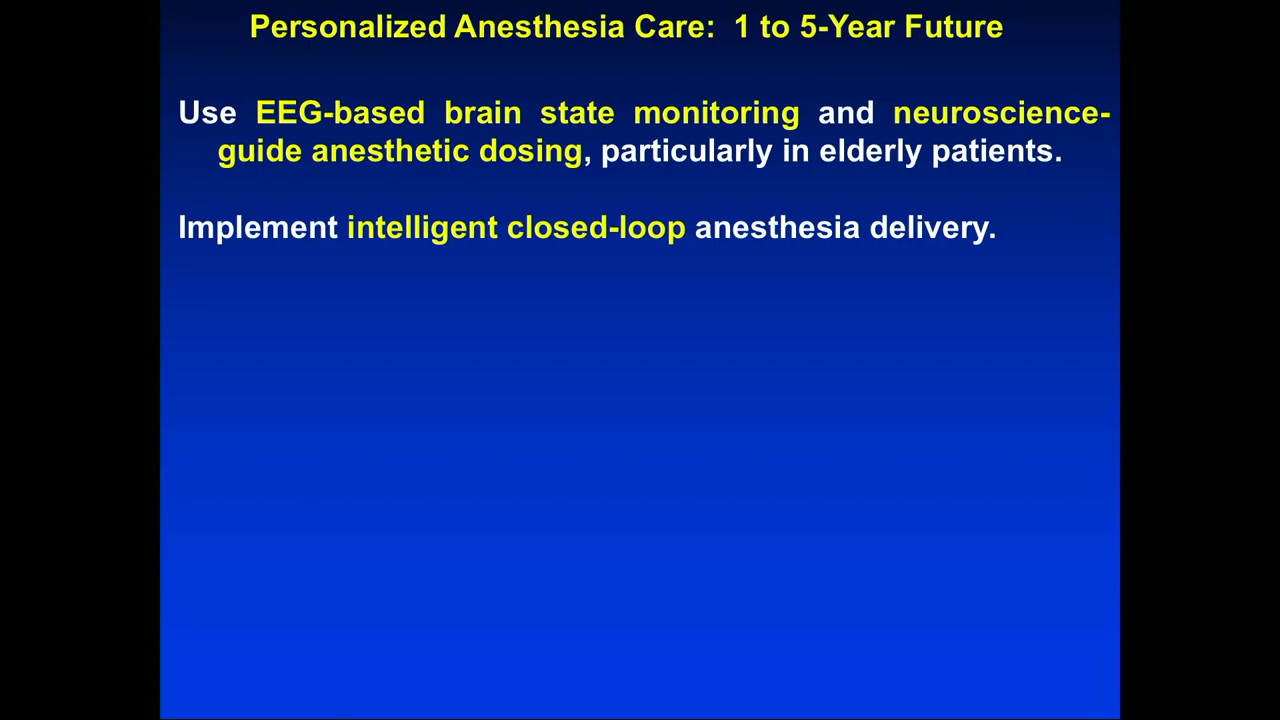 Personalized Anesthesia Care: 1 to 5-Year Future
Use EEG-based brain state monitoring and neuroscience-
guide anesthetic dosing, particularly in elderly patients.
Implement intelligent closed-loop anesthesia delivery.